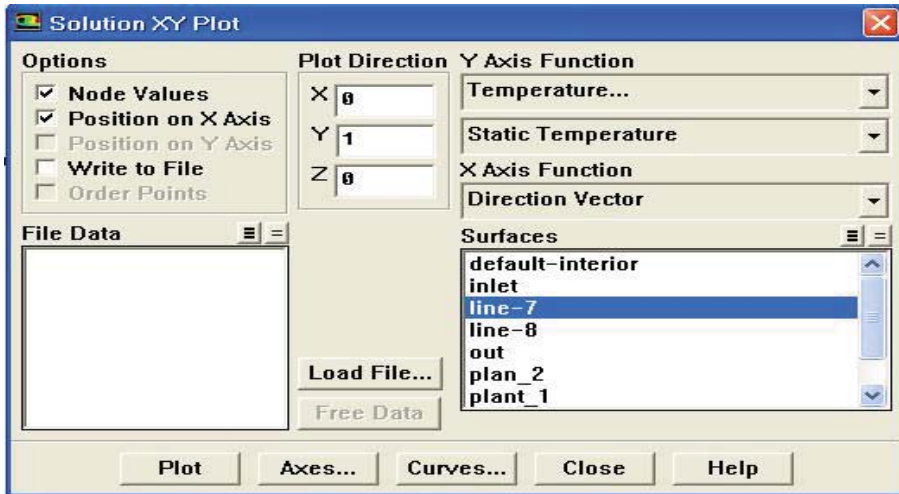 Solution XY Plot
Options
Node Values
Position on X Axis
Position on Y Axis
Write to File
Order Points
Plot Direction
X 0
Y 1
Z 0
Y Axis Function
Temperature...
Static Temperature
X Axis Function
Direction Vector
File Data
Surfaces
default-interior
inlet
line-7
line-8
out
plan_2
plant_1
Load File...
Free Data
Plot Axes... Curves... Close Help